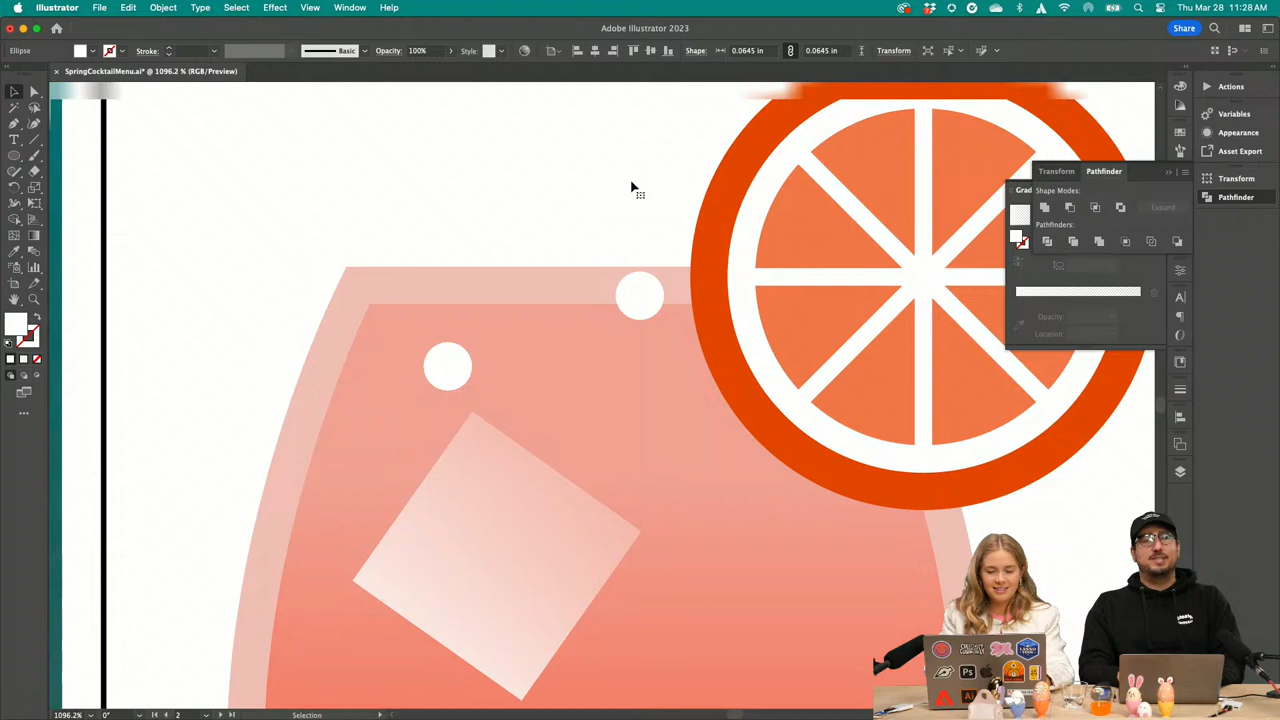 Illustrator File Edit Object Type Select Effect View Window Help Thu Mar 28 11:28 AM
Adobe Illustrator 2023
Share
Ellipse Stroke: Basic Opacity: 100% Style: Shape: 0.0645 in 0.0645 in Transform
× SpringCocktailMenu.ai* @ 1096.2 % (RGB/Preview)
Actions
Variables
Appearance
Asset Export
Transform
Pathfinder
Transform Pathfinder
Grad
Shape Modes:
Expand
Pathfinders:
Opacity:
Location:
Ps
Ai
1096.2% 0° 2 Selection